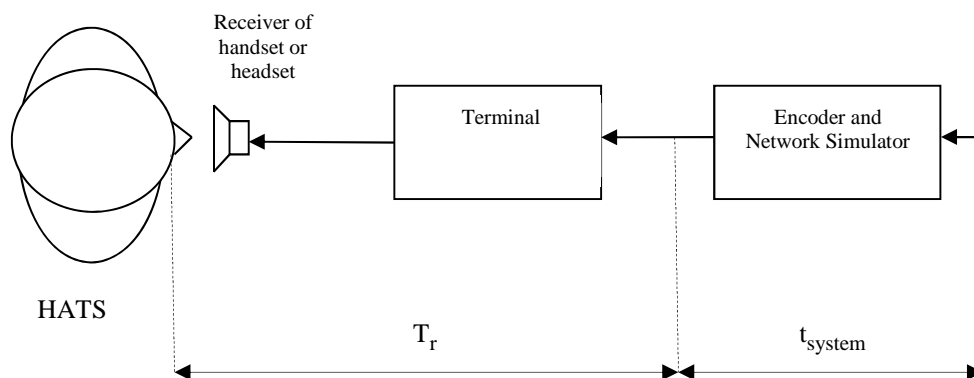 Receiver of
handset or
headset
Terminal
Encoder and
Network Simulator
HATS
Tr
tsystem